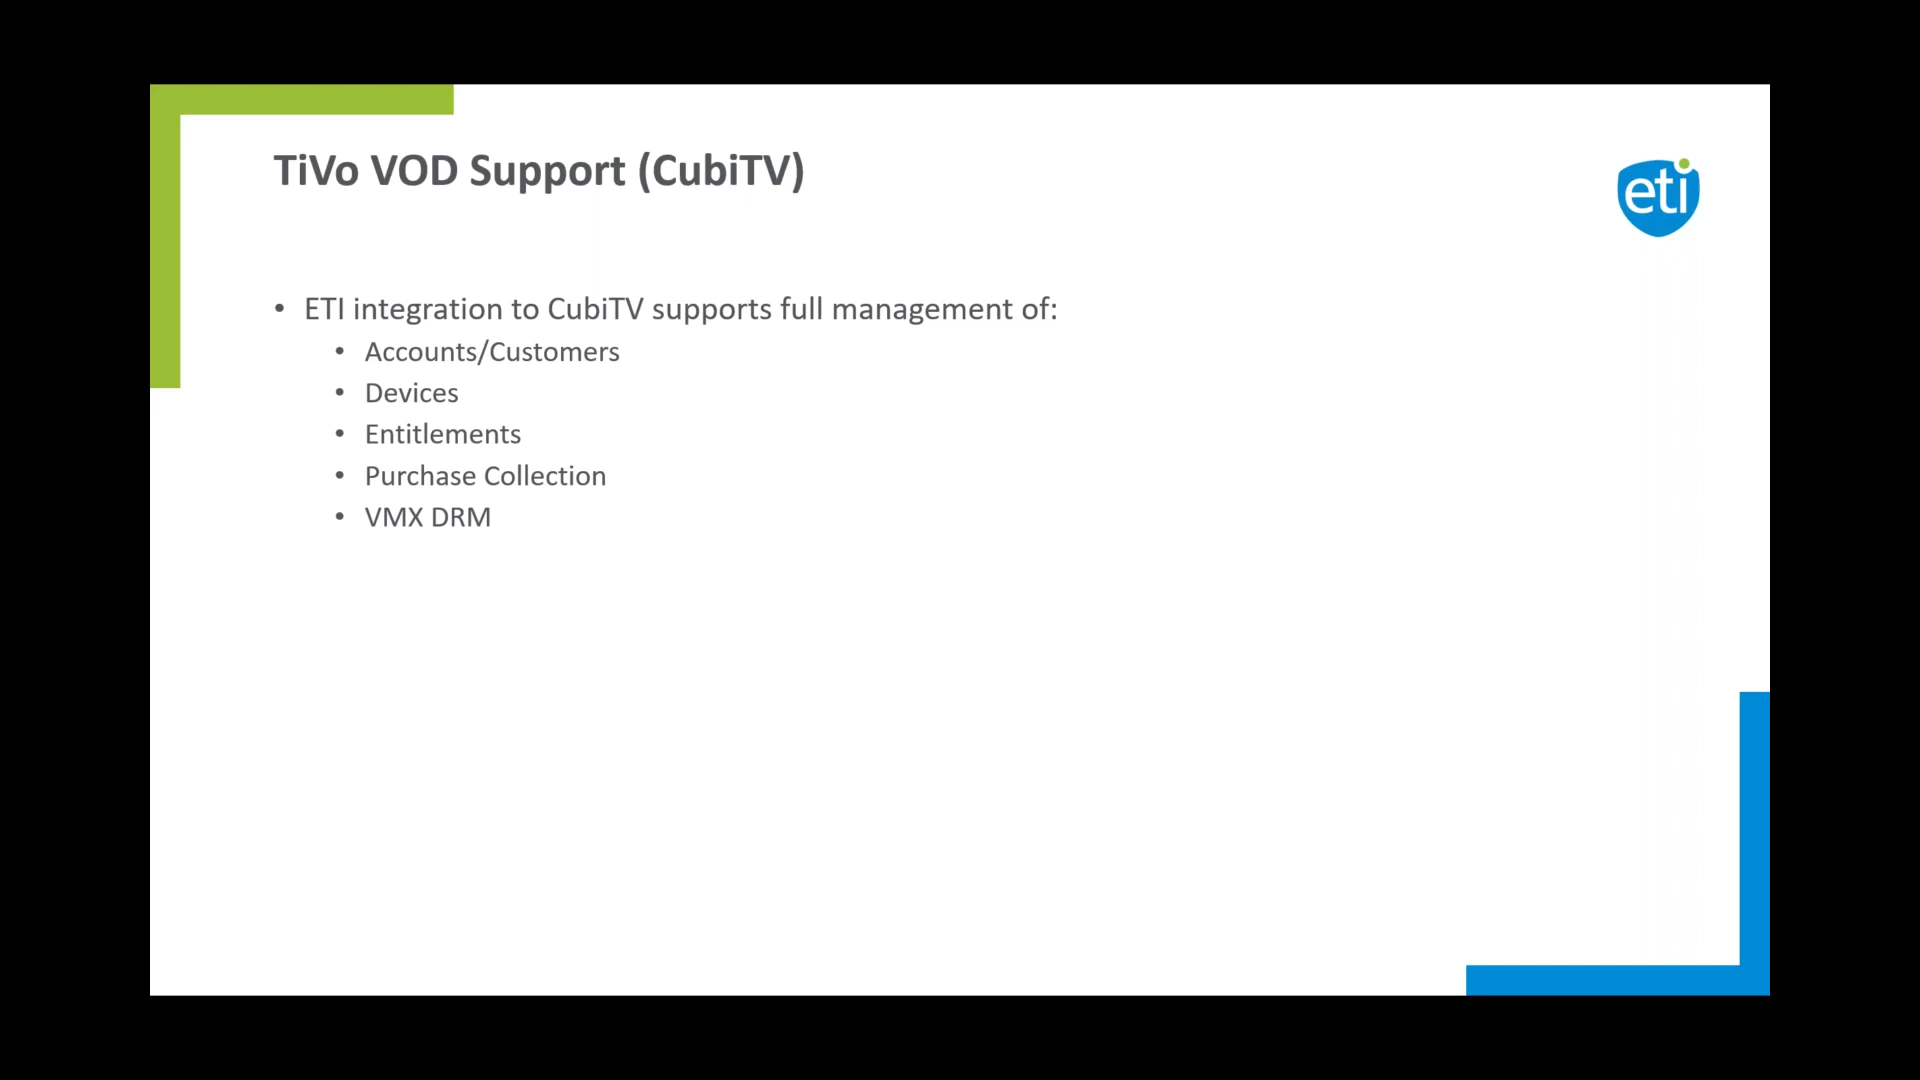 TiVo VOD Support (CubiTV)
eti
• ETI integration to CubiTV supports full management of:
• Accounts/Customers
• Devices
• Entitlements
• Purchase Collection
• VMX DRM